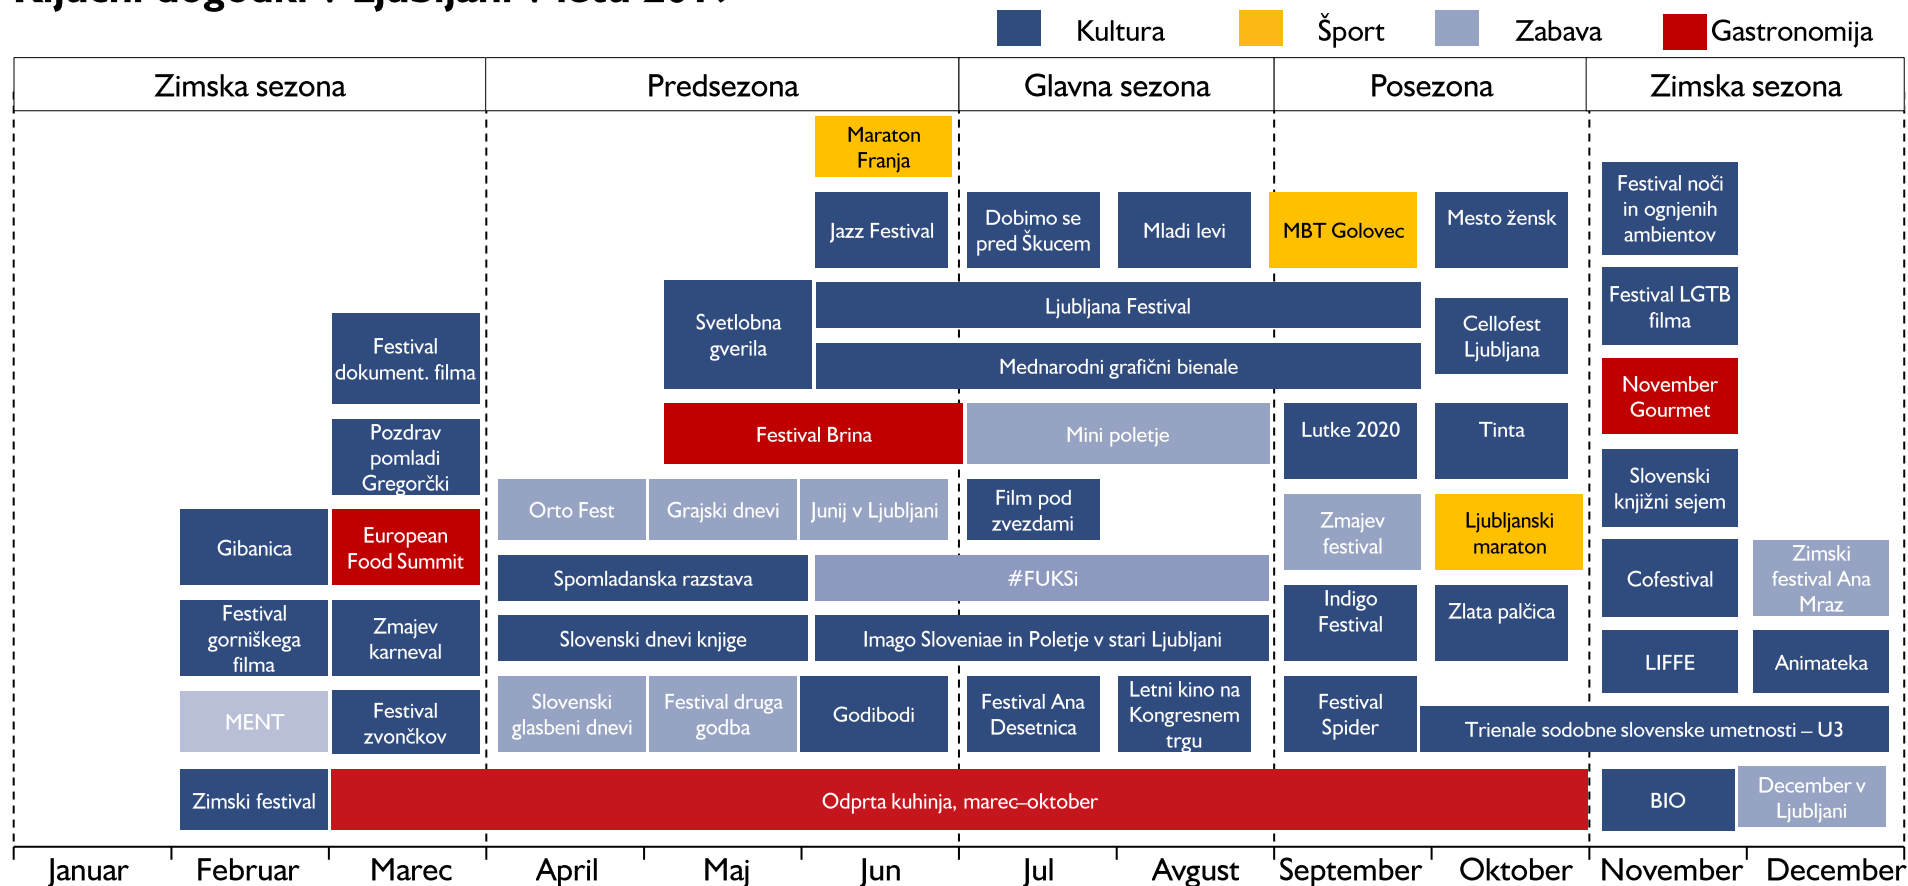 Ključni dogodki v Ljubljani v letu 2019
Kultura
Šport
Zabava
Gastronomija
Zimska sezona
Predsezona
Glavna sezona
Posezona
Zimska sezona
Maraton
Franja
Jazz Festival
Dobimo se
pred Škucem
Mladi levi
MBT Golovec
Mesto žensk
Festival noči
in ognjenih
ambientov
Svetlobna
gverila
Ljubljana Festival
Cellofest
Ljubljana
Festival LGTB
filma
Festival
dokument. filma
Mednarodni grafični bienale
November
Gourmet
Pozdrav
pomladi
Gregorčki
Festival Brina
Mini poletje
Lutke 2020
Tinta
Slovenski
knjižni sejem
Gibanica
European
Food Summit
Orto Fest
Grajski dnevi
Junij v Ljubljani
Film pod
zvezdami
Zmajev
festival
Ljubljanski
maraton
Spomladanska razstava
#FUKSi
Cofestival
Zimski
festival Ana
Mraz
Festival
gorniškega
filma
Zmajev
karneval
Slovenski dnevi knjige
Imago Sloveniae in Poletje v stari Ljubljani
Indigo
Festival
Zlata palčica
LIFFE
Animateka
MENT
Festival
zvončkov
Slovenski
glasbeni dnevi
Festival druga
godba
Godibodi
Festival Ana
Desetnica
Letni kino na
Kongresnem
trgu
Festival
Spider
Trienale sodobne slovenske umetnosti – U3
Zimski festival
Odprta kuhinja, marec–oktober
BIO
December v
Ljubljani
Januar
Februar
Marec
April
Maj
Jun
Jul
Avgust
September
Oktober
November
December